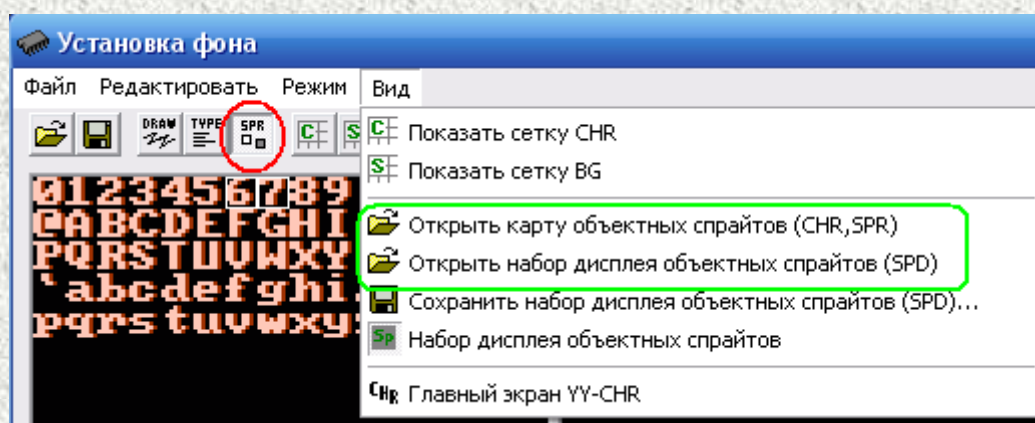 Установка фона
Файл Редактировать Режим Вид
DRAW TYPE SPR C S
C Показать сетку CHR
S Показать сетку BG
Открыть карту объектных спрайтов (CHR,SPR)
Открыть набор дисплея объектных спрайтов (SPD)
Сохранить набор дисплея объектных спрайтов (SPD)...
Sp Набор дисплея объектных спрайтов
CHR Главный экран YY-CHR
0123456789
@ABCDEFGHI
PQRSTUVWXY
`abcdefghi
pqrstuvwxy